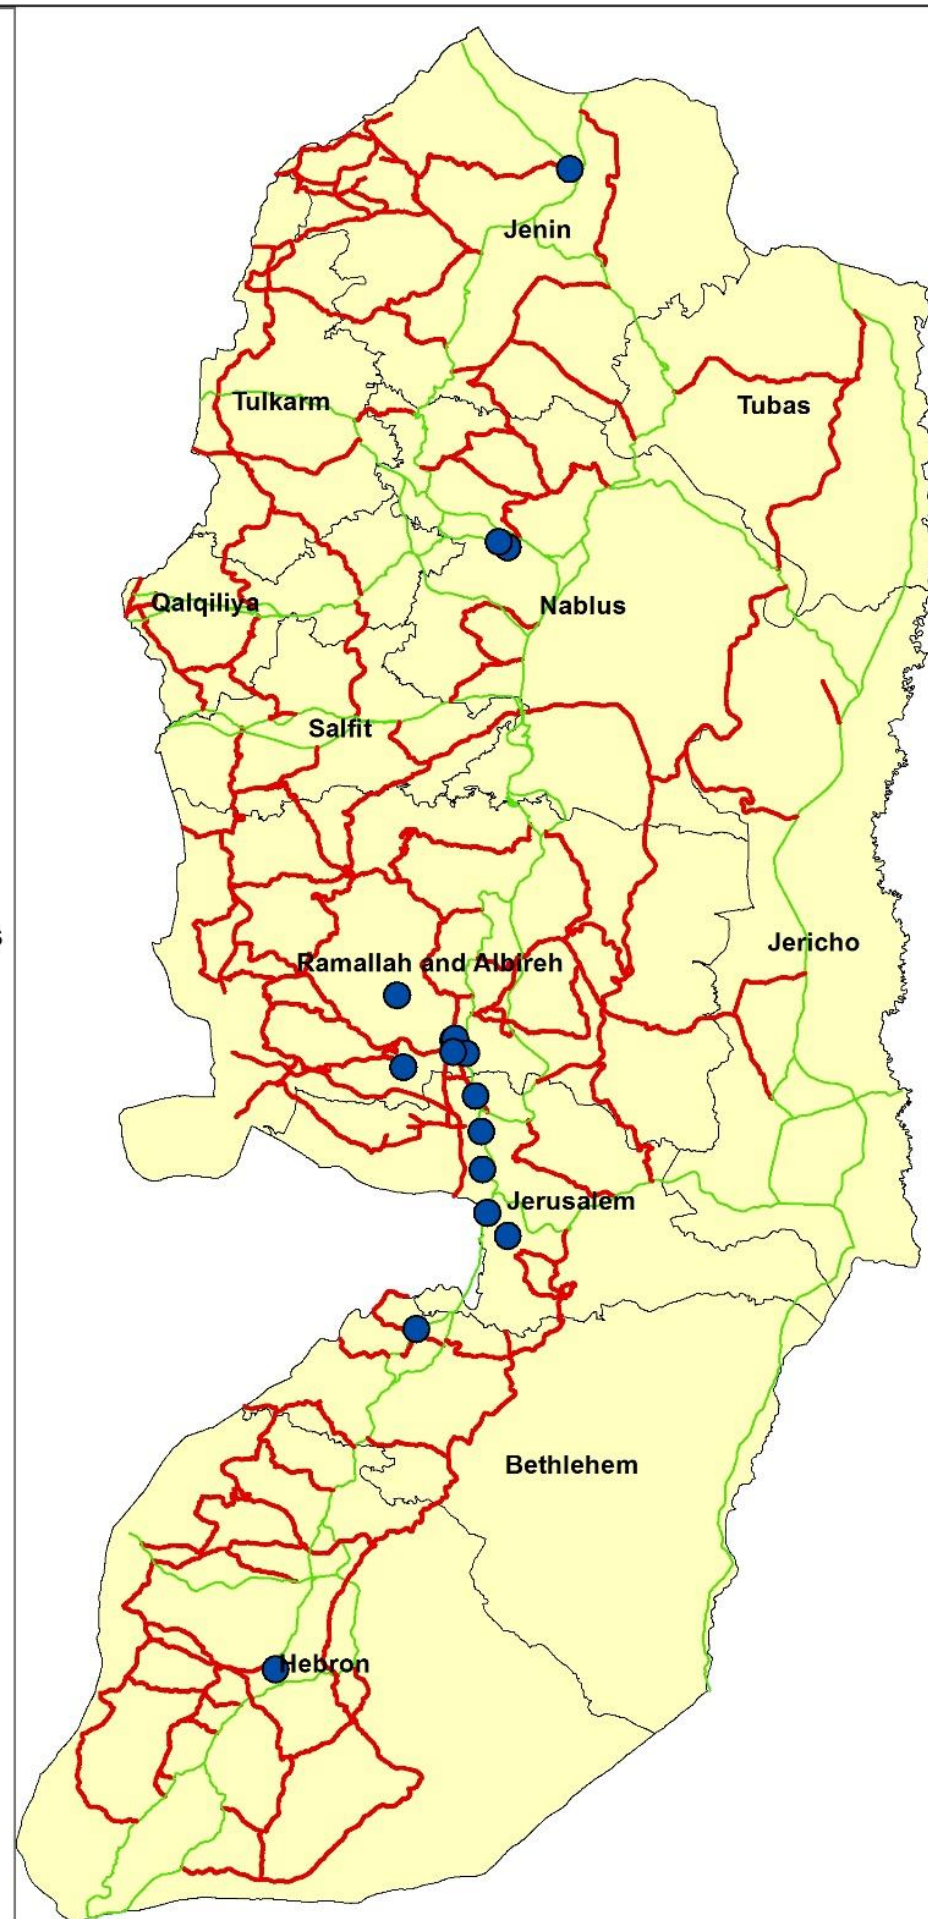 Jenin
Tulkarm
Tubas
Qalqiliya
Nablus
Salfit
s
Jericho
Ramallah and Albireh
Jerusalem
Bethlehem
Hebron